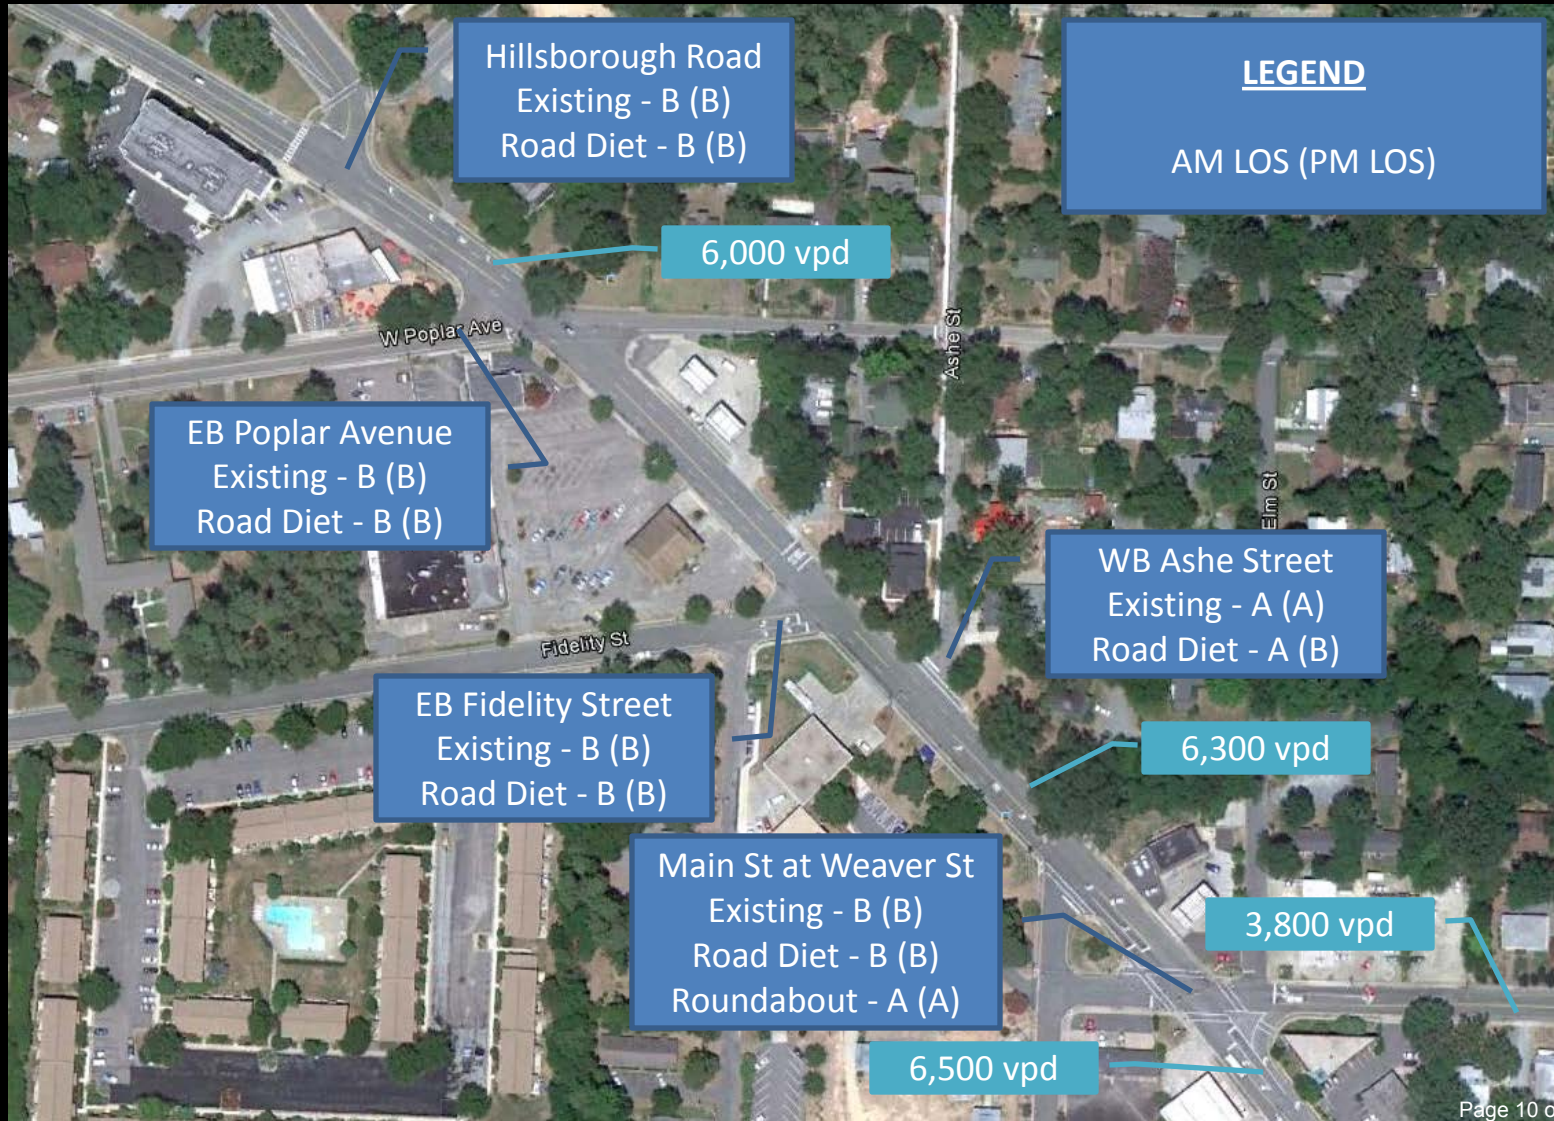 Hillsborough Road
Existing - B (B)
Road Diet - B (B)
LEGEND
AM LOS (PM LOS)
6,000 vpd
W Poplar Ave
Ashe St
EB Poplar Avenue
Existing - B (B)
Road Diet - B (B)
Elm St
WB Ashe Street
Existing - A (A)
Road Diet - A (B)
Fidelity St
EB Fidelity Street
Existing - B (B)
Road Diet - B (B)
6,300 vpd
Main St at Weaver St
Existing - B (B)
Road Diet - B (B)
Roundabout - A (A)
3,800 vpd
6,500 vpd
Page 10 o